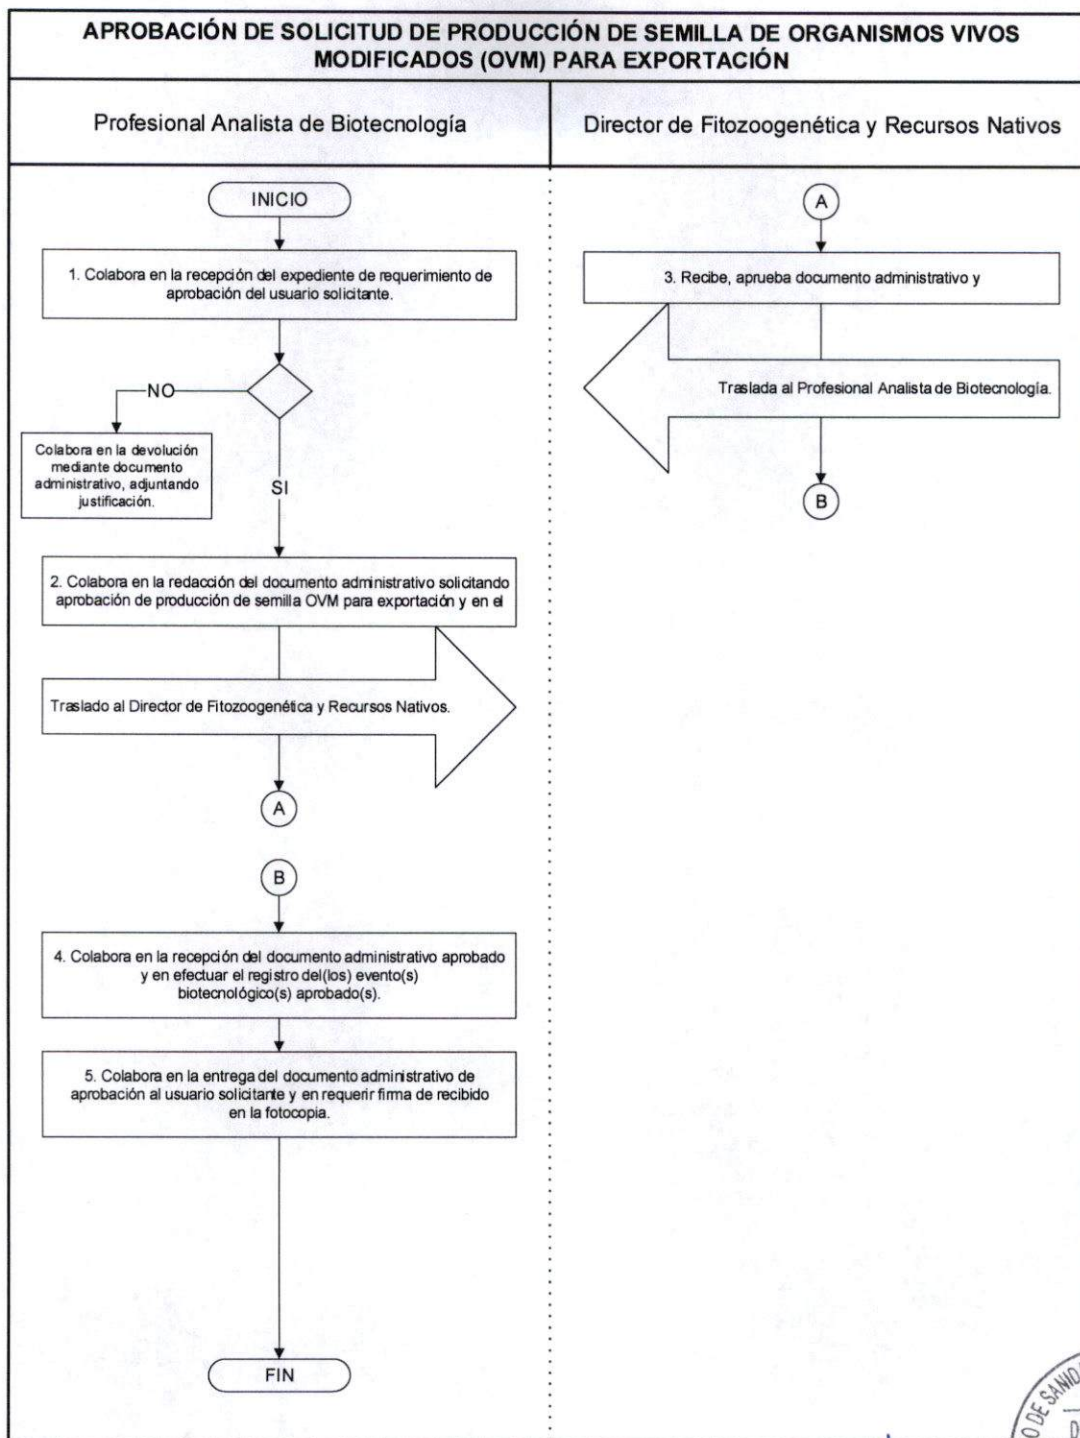 APROBACIÓN DE SOLICITUD DE PRODUCCIÓN DE SEMILLA DE ORGANISMOS VIVOS
MODIFICADOS (OVM) PARA EXPORTACIÓN
Profesional Analista de Biotecnología
Director de Fitozoogenética y Recursos Nativos
INICIO
1. Colabora en la recepción del expediente de requerimiento de
aprobación del usuario solicitante.
NO
Colabora en la devolución
mediante documento
administrativo, adjuntando
justificación.
SI
2. Colabora en la redacción del documento administrativo solicitando
aprobación de producción de semilla OVM para exportación y en el
Traslado al Director de Fitozoogenética y Recursos Nativos.
A
A
3. Recibe, aprueba documento administrativo y
Traslada al Profesional Analista de Biotecnología.
B
B
4. Colabora en la recepción del documento administrativo aprobado
y en efectuar el registro del(los) evento(s)
biotecnológico(s) aprobado(s).
5. Colabora en la entrega del documento administrativo de
aprobación al usuario solicitante y en requerir firma de recibido
en la fotocopia.
FIN
O DE SANID